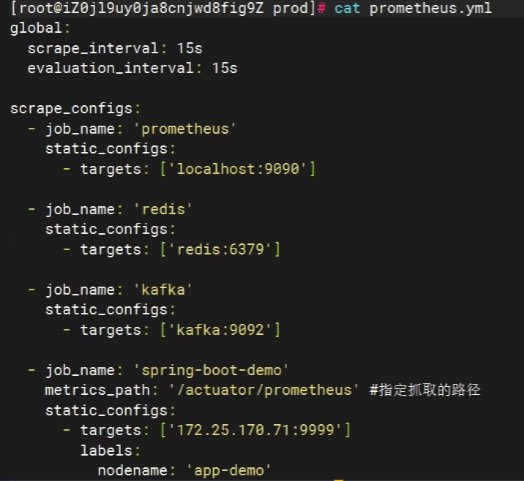 [root@iZ0jl9uy0ja8cnjwd8fig9Z prod]# cat prometheus.yml
global:
  scrape_interval: 15s
  evaluation_interval: 15s

scrape_configs:
  - job_name: 'prometheus'
    static_configs:
      - targets: ['localhost:9090']

  - job_name: 'redis'
    static_configs:
      - targets: ['redis:6379']

  - job_name: 'kafka'
    static_configs:
      - targets: ['kafka:9092']

  - job_name: 'spring-boot-demo'
    metrics_path: '/actuator/prometheus' #指定抓取的路径
    static_configs:
      - targets: ['172.25.170.71:9999']
        labels:
          nodename: 'app-demo'